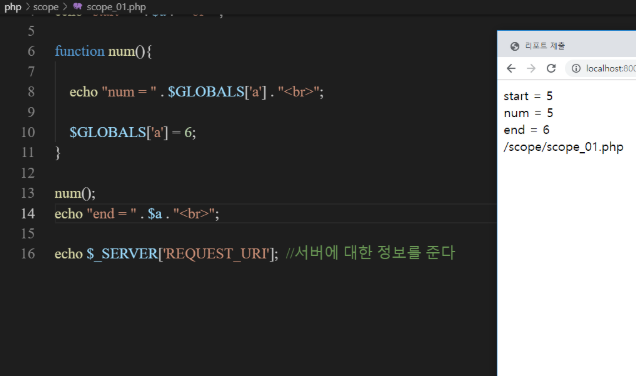 php > scope > scope_01.php
5
6 function num(){
7
8 echo "num = " . $GLOBALS['a'] . "<br>";
9
10 $GLOBALS['a'] = 6;
11 }
12
13 num();
14 echo "end = " . $a . "<br>";
15
16 echo $_SERVER['REQUEST_URI']; //서버에 대한 정보를 준다
리포트 제출
localhost:800
start = 5
num = 5
end = 6
/scope/scope_01.php